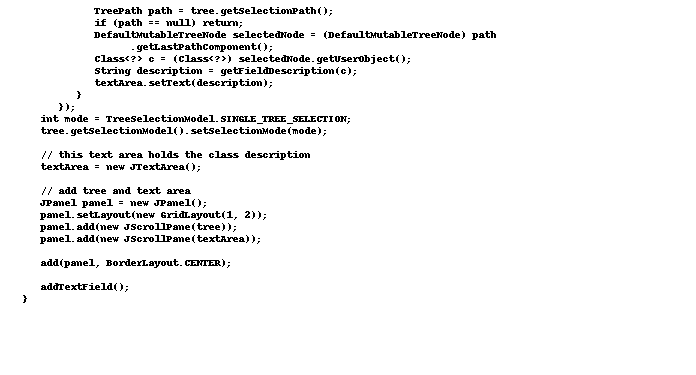 TreePath path = tree.getSelectionPath();
if (path == null) return;
DefaultMutableTreeNode selectedNode = (DefaultMutableTreeNode) path
.getLastPathComponent();
Class<?> c = (Class<?>) selectedNode.getUserObject();
String description = getFieldDescription(c);
textArea.setText(description);
}
});
int mode = TreeSelectionModel.SINGLE_TREE_SELECTION;
tree.getSelectionModel().setSelectionMode(mode);
// this text area holds the class description
textArea = new JTextArea();
// add tree and text area
JPanel panel = new JPanel();
panel.setLayout(new GridLayout(1, 2));
panel.add(new JScrollPane(tree));
panel.add(new JScrollPane(textArea));
add(panel, BorderLayout.CENTER);
addTextField();
}